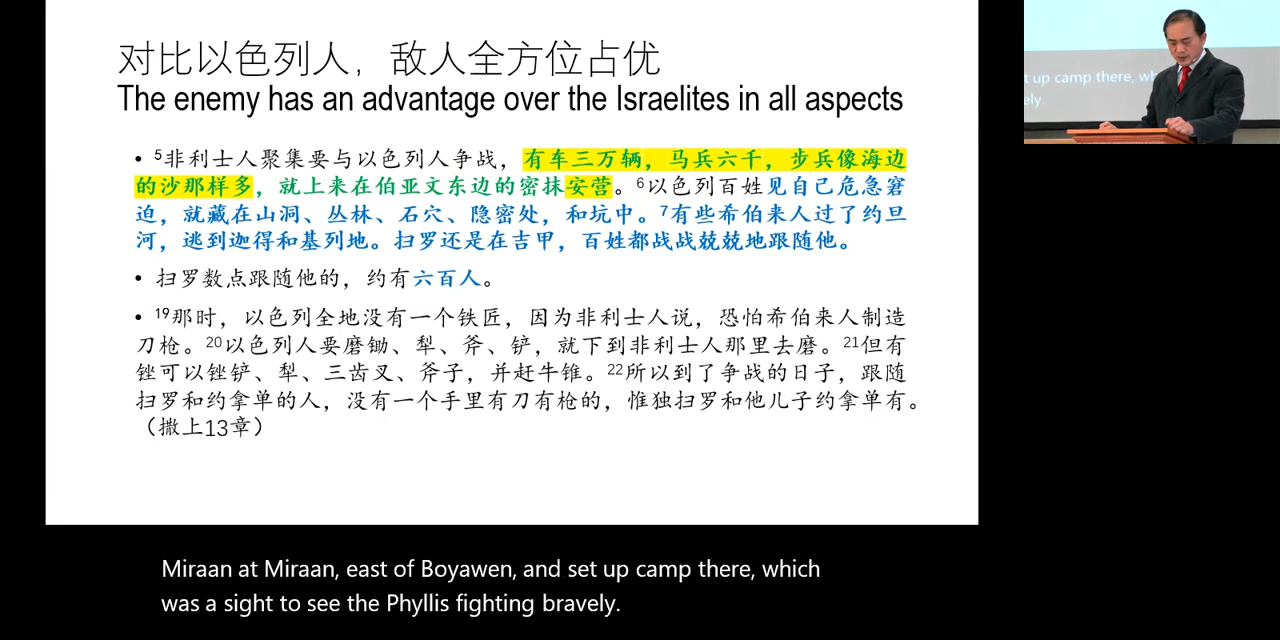 对比以色列人，敌人全方位占优
The enemy has an advantage over the Israelites in all aspects
• 5非利士人聚集要与以色列人争战，有车三万辆，马兵六千，步兵像海边
的沙那样多，就上来在伯亚文东边的密抹安营。6以色列百姓见自己危急窘
迫，就藏在山洞、丛林、石穴、隐密处，和坑中。7有些希伯来人过了约旦
河，逃到迦得和基列地。扫罗还是在吉甲，百姓都战战兢兢地跟随他。
• 扫罗数点跟随他的，约有六百人。
• 19那时，以色列全地没有一个铁匠，因为非利士人说，恐怕希伯来人制造
刀枪。20以色列人要磨锄、犁、斧、铲，就下到非利士人那里去磨。21但有
锉可以锉铲、犁、三齿叉、斧子，并赶牛锥。22所以到了争战的日子，跟随
扫罗和约拿单的人，没有一个手里有刀有枪的，惟独扫罗和他儿子约拿单有。
（撒上13章）
t up camp there, wh
ely.
Miraan at Miraan, east of Boyawen, and set up camp there, which
was a sight to see the Phyllis fighting bravely.